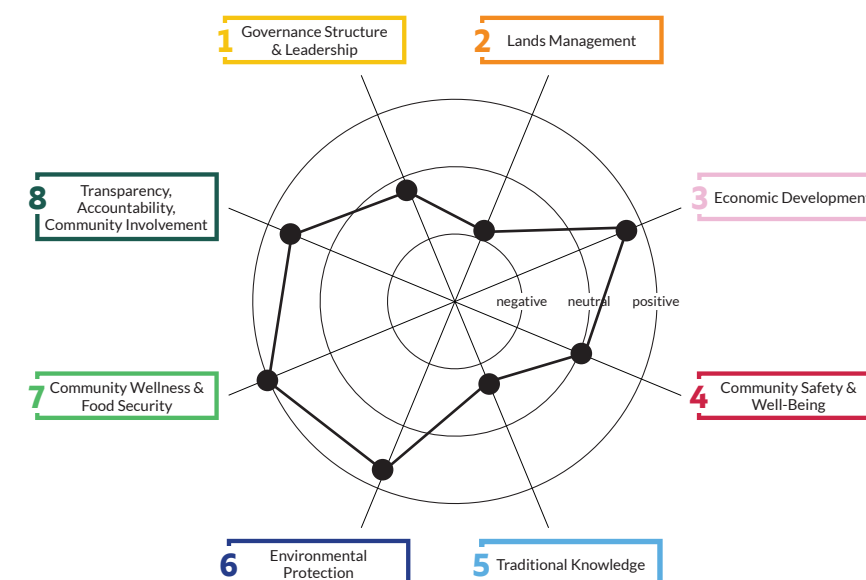 1
Governance Structure
& Leadership
2
Lands Management
8
Transparency,
Accountability,
Community Involvement
3
Economic Development
negative
neutral
positive
7
Community Wellness &
Food Security
4
Community Safety &
Well-Being
6
Environmental
Protection
5
Traditional Knowledge